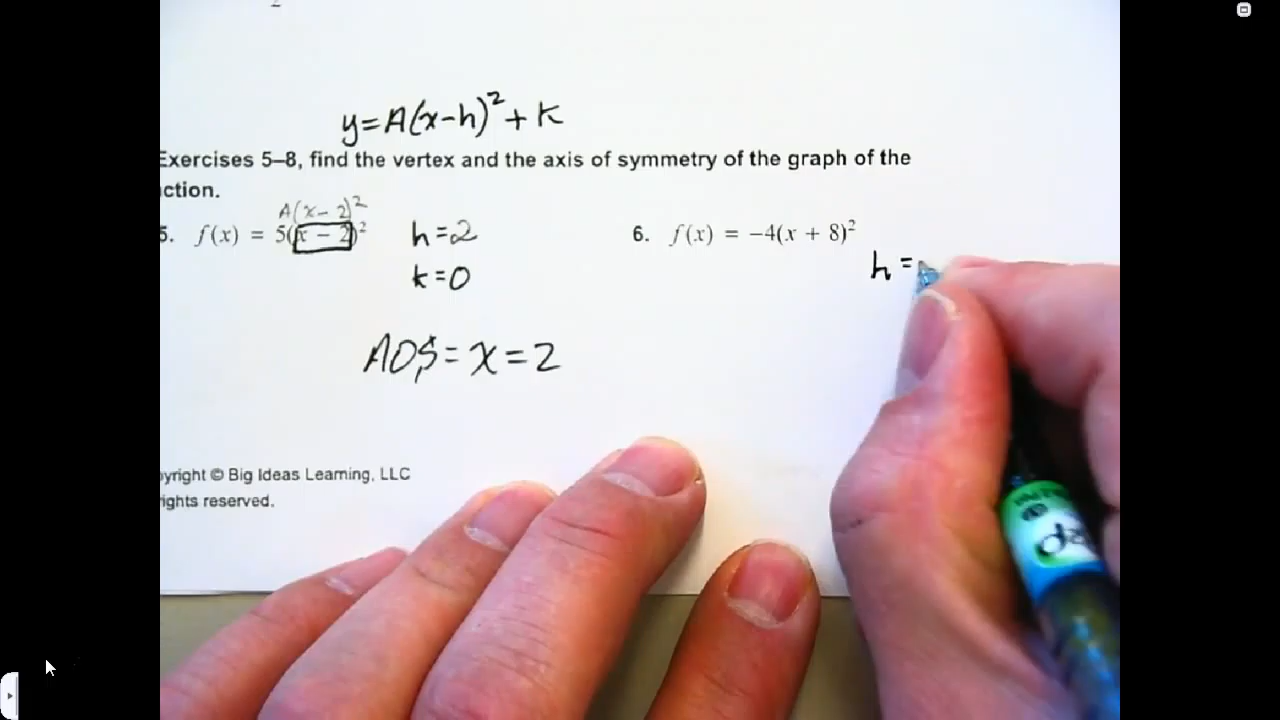 y=A(x-h)²+k
Exercises 5–8, find the vertex and the axis of symmetry of the graph of the
ction.
A(x-2)²
5. f(x) = 5(x − 2)²
h=2
k=0
AOS= x=2
6. f(x) = −4(x + 8)²
h=
yright © Big Ideas Learning, LLC
ights reserved.